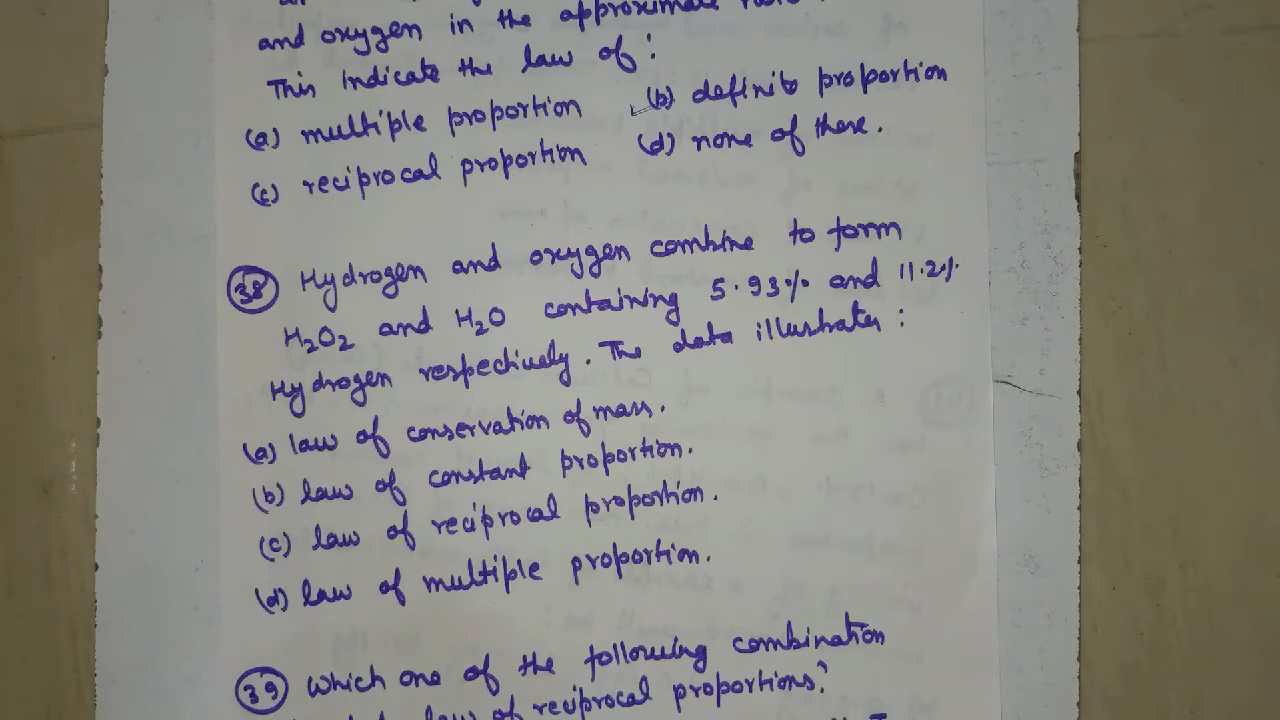 and oxygen in the approximate
This indicate the law of :
(a) multiple proportion (b) definite proportion
(c) reciprocal proportion (d) none of these.
38 Hydrogen and oxygen combine to form
H2O2 and H2O containing 5.93% and 11.2%
Hydrogen respectively. The data illustrates :
(a) law of conservation of mass.
(b) law of constant proportion.
(c) law of reciprocal proportion.
(d) law of multiple proportion.
39 Which one of the following combination
law of reciprocal proportions?